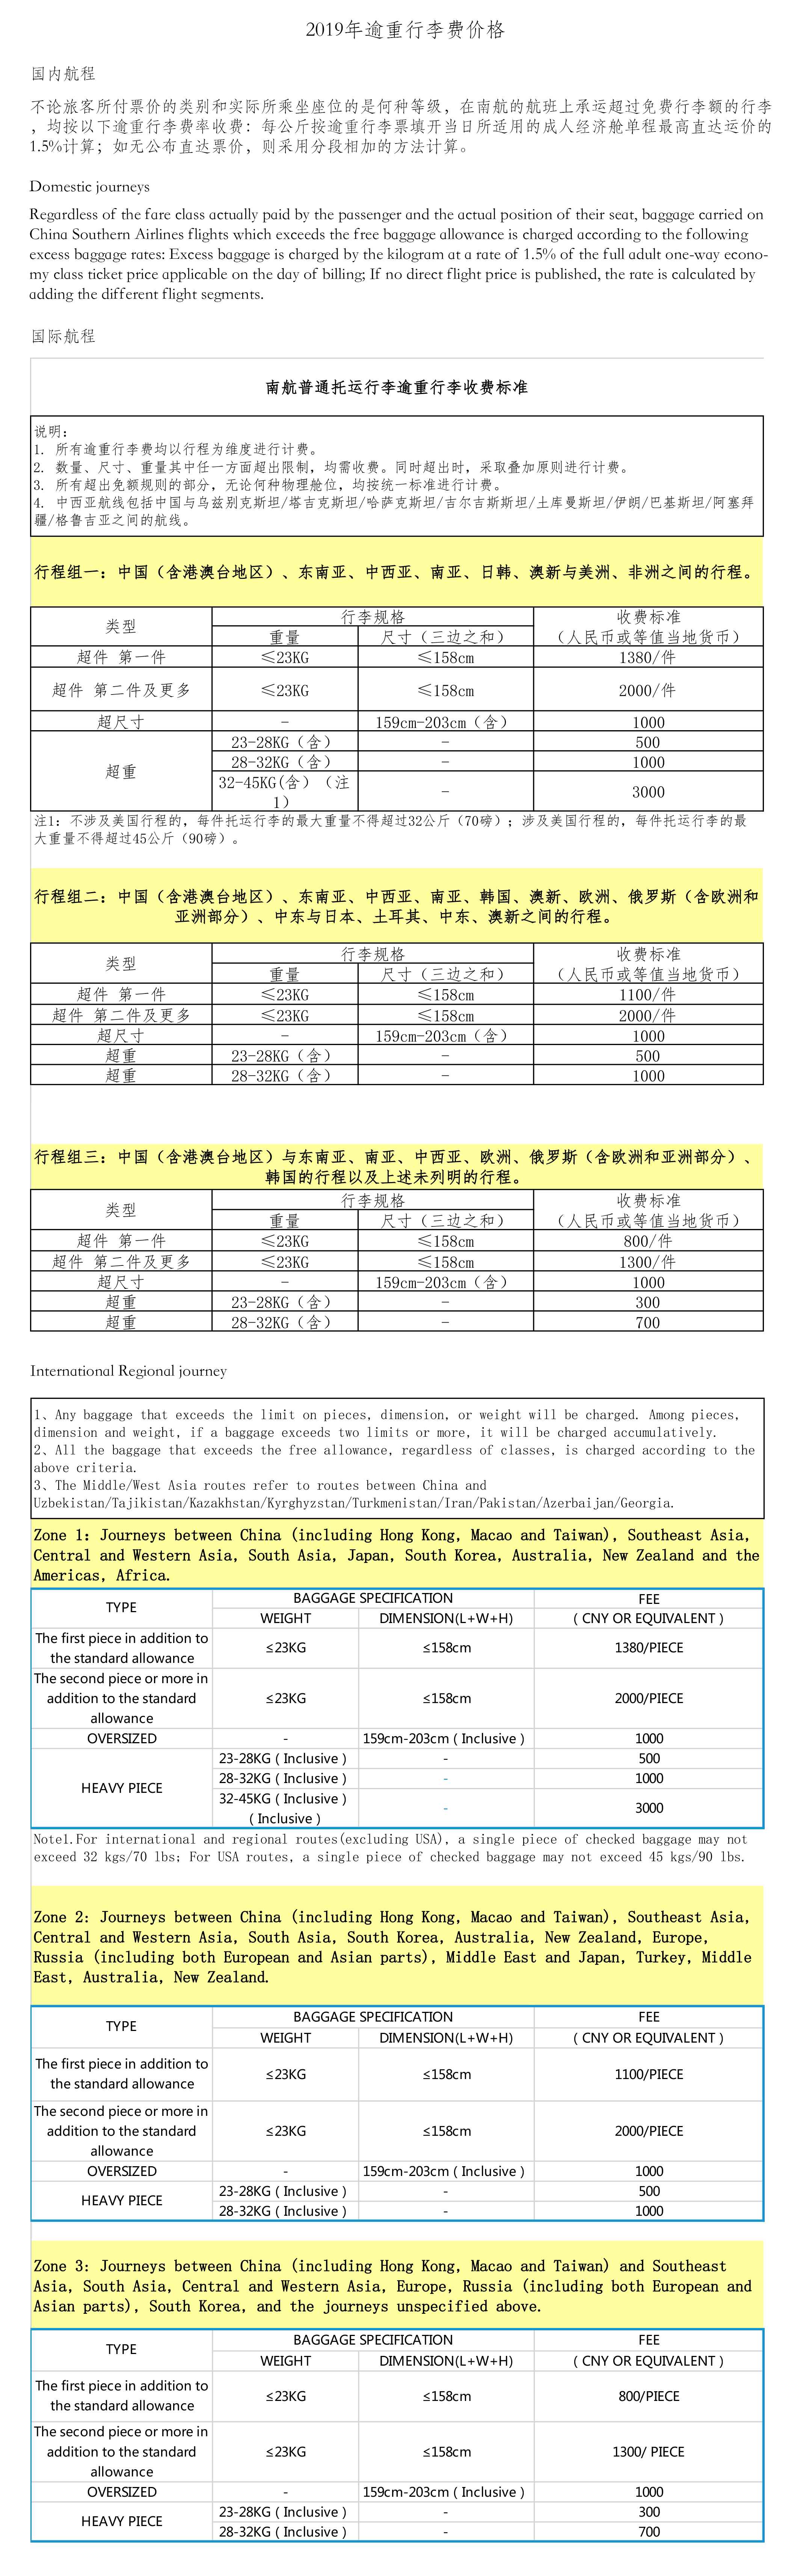 2019年逾重行李费价格
国内航程
不论旅客所付票价的类别和实际所乘坐座位的是何种等级，在南航的航班上承运超过免费行李额的行李
，均按以下逾重行李费率收费：每公斤按逾重行李票填开当日所适用的成人经济舱单程最高直达运价的
1.5%计算；如无公布直达票价，则采用分段相加的方法计算。
Domestic journeys
Regardless of the fare class actually paid by the passenger and the actual position of their seat, baggage carried on
China Southern Airlines flights which exceeds the free baggage allowance is charged according to the following
excess baggage rates: Excess baggage is charged by the kilogram at a rate of 1.5% of the full adult one-way econo-
my class ticket price applicable on the day of billing; If no direct flight price is published, the rate is calculated by
adding the different flight segments.
国际航程
南航普通托运行李逾重行李收费标准
说明：
1. 所有逾重行李费均以行程为维度进行计费。
2. 数量、尺寸、重量其中任一方面超出限制，均需收费。同时超出时，采取叠加原则进行计费。
3. 所有超出免额规则的部分，无论何种物理舱位，均按统一标准进行计费。
4. 中西亚航线包括中国与乌兹别克斯坦/塔吉克斯坦/哈萨克斯坦/吉尔吉斯斯坦/土库曼斯坦/伊朗/巴基斯坦/阿塞拜
疆/格鲁吉亚之间的航线。
行程组一：中国（含港澳台地区）、东南亚、中西亚、南亚、日韩、澳新与美洲、非洲之间的行程。
类型 行李规格 收费标准
重量 尺寸（三边之和） （人民币或等值当地货币）
超件 第一件 ≤23KG ≤158cm 1380/件
超件 第二件及更多 ≤23KG ≤158cm 2000/件
超尺寸 - 159cm-203cm（含） 1000
超重 23-28KG（含） - 500
28-32KG（含） - 1000
32-45KG(含）（注 - 3000
1）
注1：不涉及美国行程的，每件托运行李的最大重量不得超过32公斤（70磅）；涉及美国行程的，每件托运行李的最
大重量不得超过45公斤（90磅）。
行程组二：中国（含港澳台地区）、东南亚、中西亚、南亚、韩国、澳新、欧洲、俄罗斯（含欧洲和
亚洲部分）、中东与日本、土耳其、中东、澳新之间的行程。
类型 行李规格 收费标准
重量 尺寸（三边之和） （人民币或等值当地货币）
超件 第一件 ≤23KG ≤158cm 1100/件
超件 第二件及更多 ≤23KG ≤158cm 2000/件
超尺寸 - 159cm-203cm（含） 1000
超重 23-28KG（含） - 500
超重 28-32KG（含） - 1000
行程组三：中国（含港澳台地区）与东南亚、南亚、中西亚、欧洲、俄罗斯（含欧洲和亚洲部分）、
韩国的行程以及上述未列明的行程。
类型 行李规格 收费标准
重量 尺寸（三边之和） （人民币或等值当地货币）
超件 第一件 ≤23KG ≤158cm 800/件
超件 第二件及更多 ≤23KG ≤158cm 1300/件
超尺寸 - 159cm-203cm（含） 1000
超重 23-28KG（含） - 300
超重 28-32KG（含） - 700
International Regional journey
1、Any baggage that exceeds the limit on pieces, dimension, or weight will be charged. Among pieces,
dimension and weight, if a baggage exceeds two limits or more, it will be charged accumulatively.
2、All the baggage that exceeds the free allowance, regardless of classes, is charged according to the
above criteria.
3、The Middle/West Asia routes refer to routes between China and
Uzbekistan/Tajikistan/Kazakhstan/Kyrghyzstan/Turkmenistan/Iran/Pakistan/Azerbaijan/Georgia.
Zone 1: Journeys between China (including Hong Kong, Macao and Taiwan), Southeast Asia,
Central and Western Asia, South Asia, Japan, South Korea, Australia, New Zealand and the
Americas, Africa.
TYPE BAGGAGE SPECIFICATION FEE
WEIGHT DIMENSION(L+W+H) ( CNY OR EQUIVALENT )
The first piece in addition to
the standard allowance ≤23KG ≤158cm 1380/PIECE
The second piece or more in
addition to the standard ≤23KG ≤158cm 2000/PIECE
allowance
OVERSIZED - 159cm-203cm ( Inclusive ) 1000
HEAVY PIECE 23-28KG ( Inclusive ) - 500
28-32KG ( Inclusive ) - 1000
32-45KG ( Inclusive ) - 3000
( Inclusive )
Note1.For international and regional routes(excluding USA), a single piece of checked baggage may not
exceed 32 kgs/70 lbs; For USA routes, a single piece of checked baggage may not exceed 45 kgs/90 lbs.
Zone 2: Journeys between China (including Hong Kong, Macao and Taiwan), Southeast Asia,
Central and Western Asia, South Asia, South Korea, Australia, New Zealand, Europe,
Russia (including both European and Asian parts), Middle East and Japan, Turkey, Middle
East, Australia, New Zealand.
TYPE BAGGAGE SPECIFICATION FEE
WEIGHT DIMENSION(L+W+H) ( CNY OR EQUIVALENT )
The first piece in addition to
the standard allowance ≤23KG ≤158cm 1100/PIECE
The second piece or more in
addition to the standard ≤23KG ≤158cm 2000/PIECE
allowance
OVERSIZED - 159cm-203cm ( Inclusive ) 1000
HEAVY PIECE 23-28KG ( Inclusive ) - 500
28-32KG ( Inclusive ) - 1000
Zone 3: Journeys between China (including Hong Kong, Macao and Taiwan) and Southeast
Asia, South Asia, Central and Western Asia, Europe, Russia (including both European and
Asian parts), South Korea, and the journeys unspecified above.
TYPE BAGGAGE SPECIFICATION FEE
WEIGHT DIMENSION(L+W+H) ( CNY OR EQUIVALENT )
The first piece in addition to
the standard allowance ≤23KG ≤158cm 800/PIECE
The second piece or more in
addition to the standard ≤23KG ≤158cm 1300/ PIECE
allowance
OVERSIZED - 159cm-203cm ( Inclusive ) 1000
HEAVY PIECE 23-28KG ( Inclusive ) - 300
28-32KG ( Inclusive ) - 700